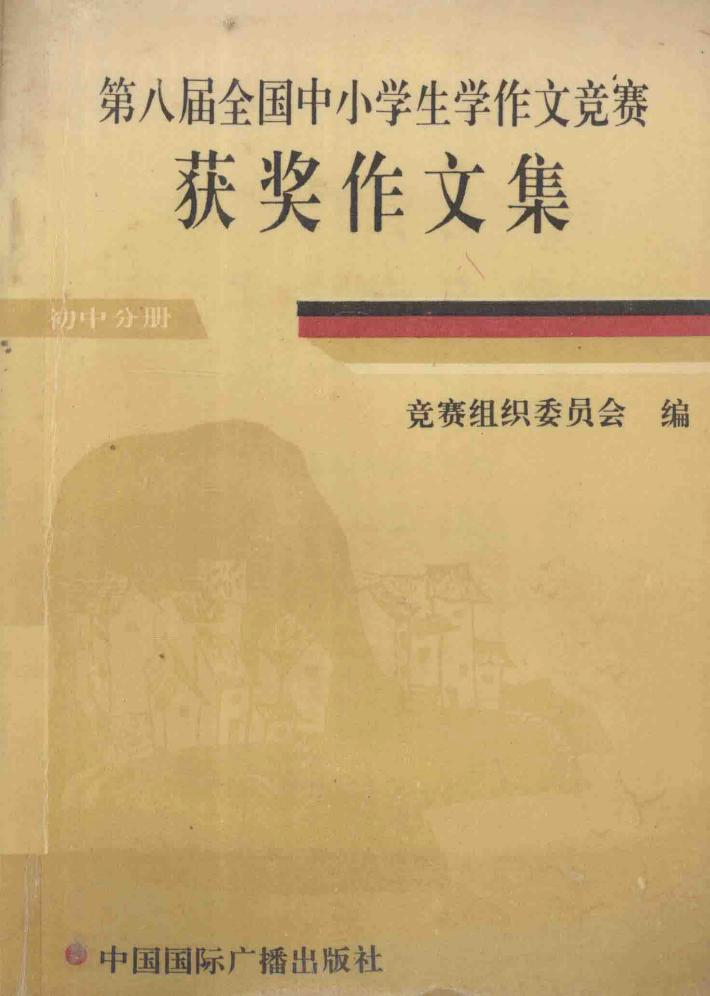 第八届全国中小学生学作文竞赛
获奖作文集
初中分册
竞赛组织委员会 编
中国国际广播出版社